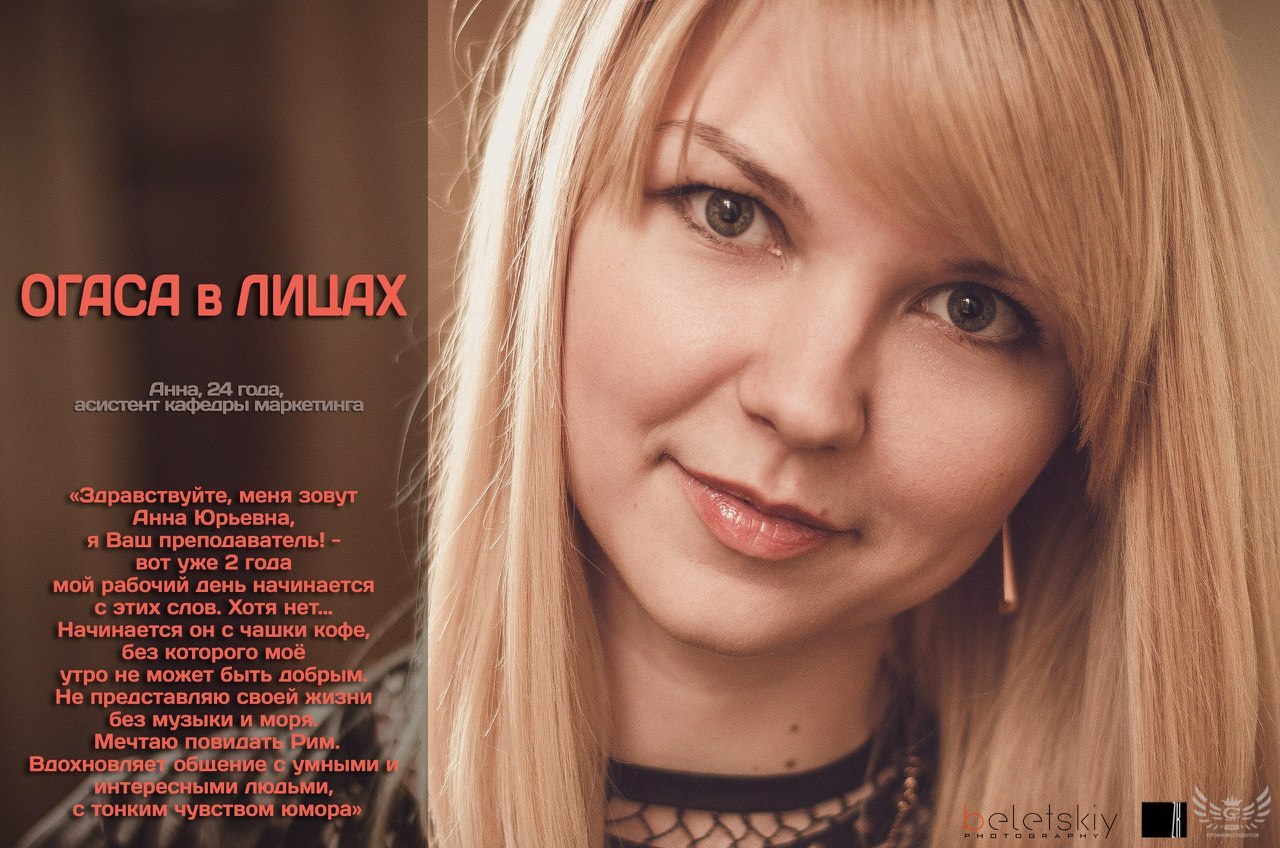 ОГАСА в ЛИЦАХ
Анна, 24 года,
асистент кафедры маркетинга
«Здравствуйте, меня зовут
Анна Юрьевна,
я Ваш преподаватель! -
вот уже 2 года
мой рабочий день начинается
с этих слов. Хотя нет...
Начинается он с чашки кофе,
без которого моё
утро не может быть добрым.
Не представляю своей жизни
без музыки и моря.
Мечтаю повидать Рим.
Вдохновляет общение с умными и
интересными людьми,
с тонким чувством юмора»
beletskiy
PHOTOGRAPHY
ПРОФКОМ СТУДЕНТОВ